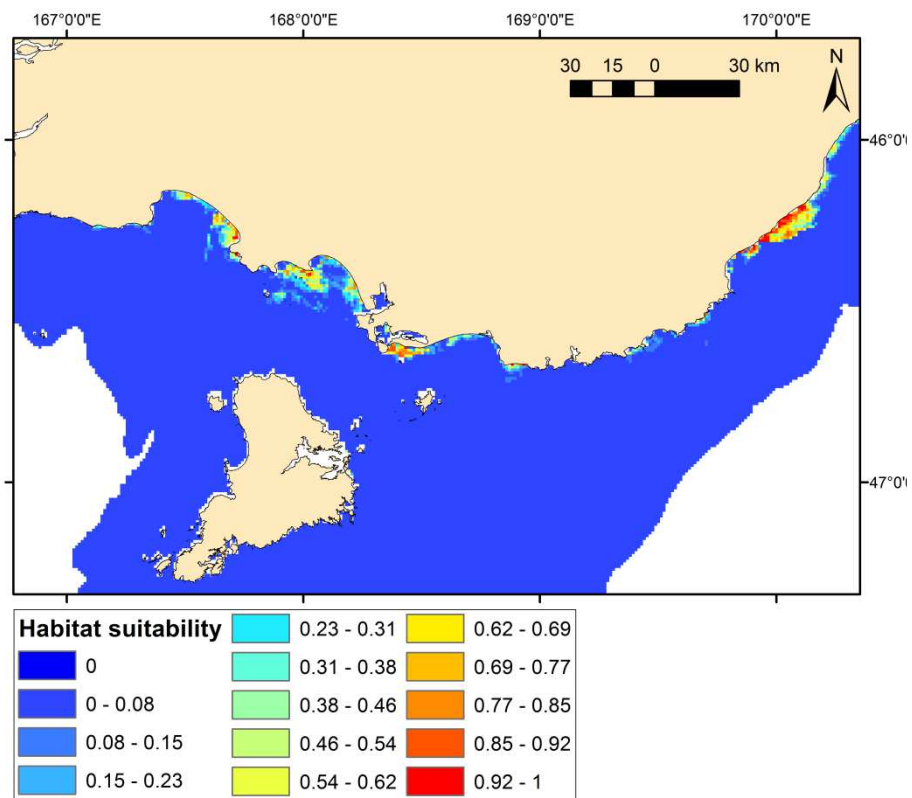 167°0'0"E 168°0'0"E 169°0'0"E 170°0'0"E
N
30 15 0 30 km
46°0'0
47°0'0
Habitat suitability
0
0 - 0.08
0.08 - 0.15
0.15 - 0.23
0.23 - 0.31
0.31 - 0.38
0.38 - 0.46
0.46 - 0.54
0.54 - 0.62
0.62 - 0.69
0.69 - 0.77
0.77 - 0.85
0.85 - 0.92
0.92 - 1